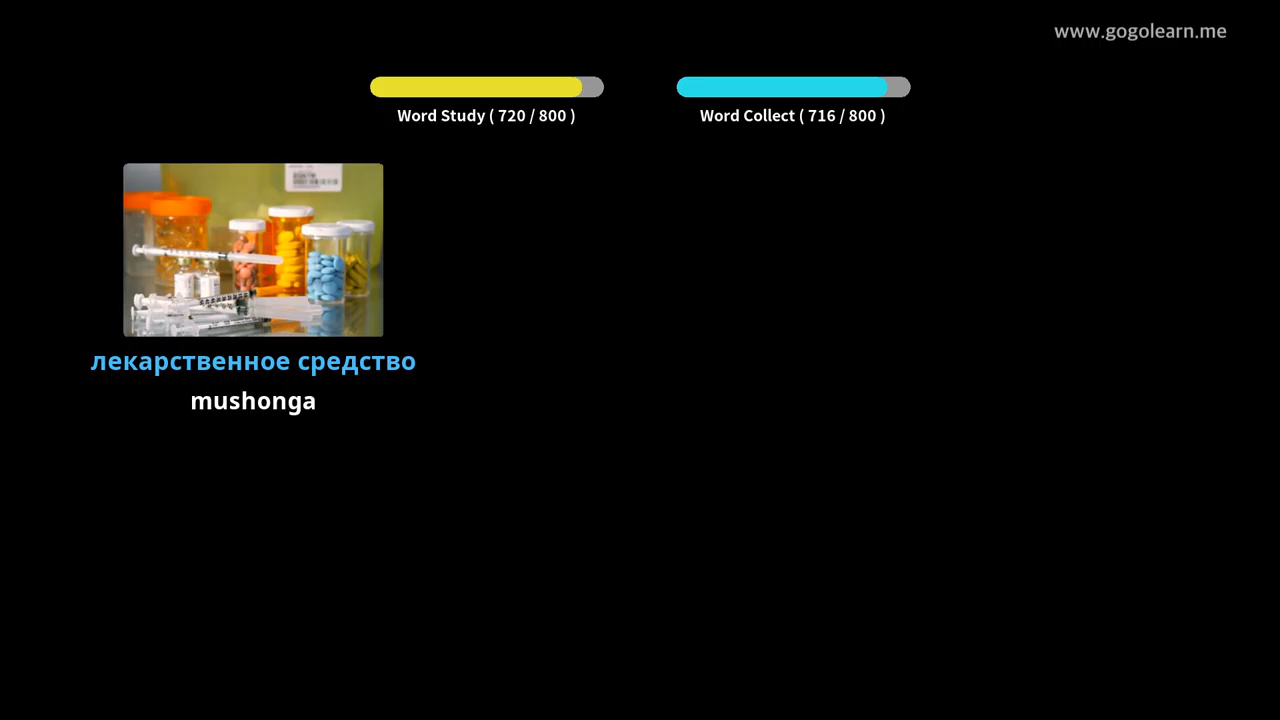 www.gogolearn.me
Word Study ( 720 / 800 )
Word Collect ( 716 / 800 )
лекарственное средство
mushonga